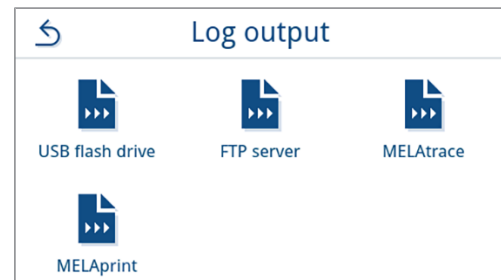 Log output
USB flash drive
FTP server
MELAtrace
MELAprint